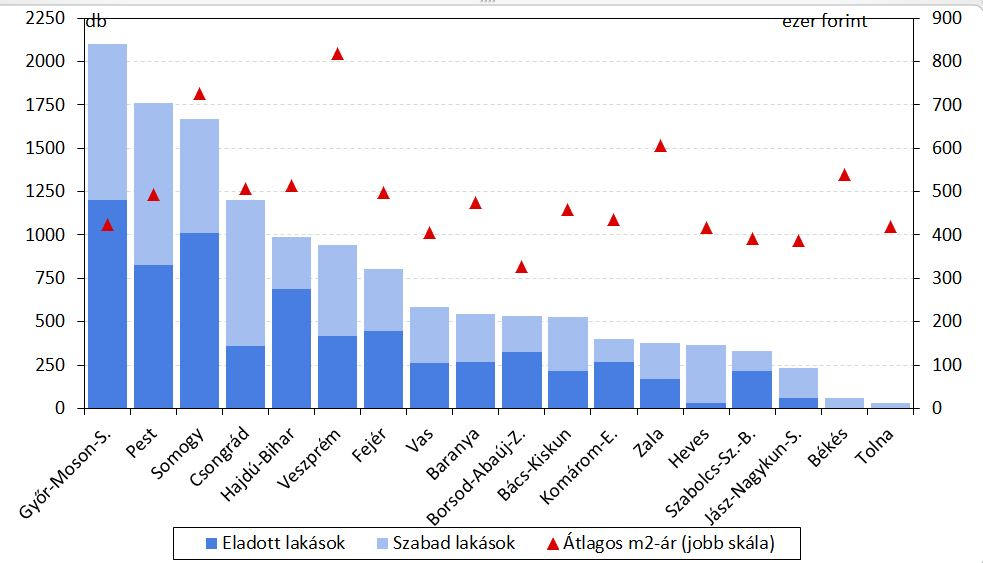 db
ezer forint
2250
2000
1750
1500
1250
1000
750
500
250
0
900
800
700
600
500
400
300
200
100
0
Győr-Moson-S.
Pest
Somogy
Csongrád
Hajdú-Bihar
Veszprém
Fejér
Vas
Baranya
Borsod-Abaúj-Z.
Bács-Kiskun
Komárom-E.
Zala
Heves
Szabolcs-Sz.-B.
Jász-Nagykun-S.
Békés
Tolna
Eladott lakások
Szabad lakások
Átlagos m2-ár (jobb skála)